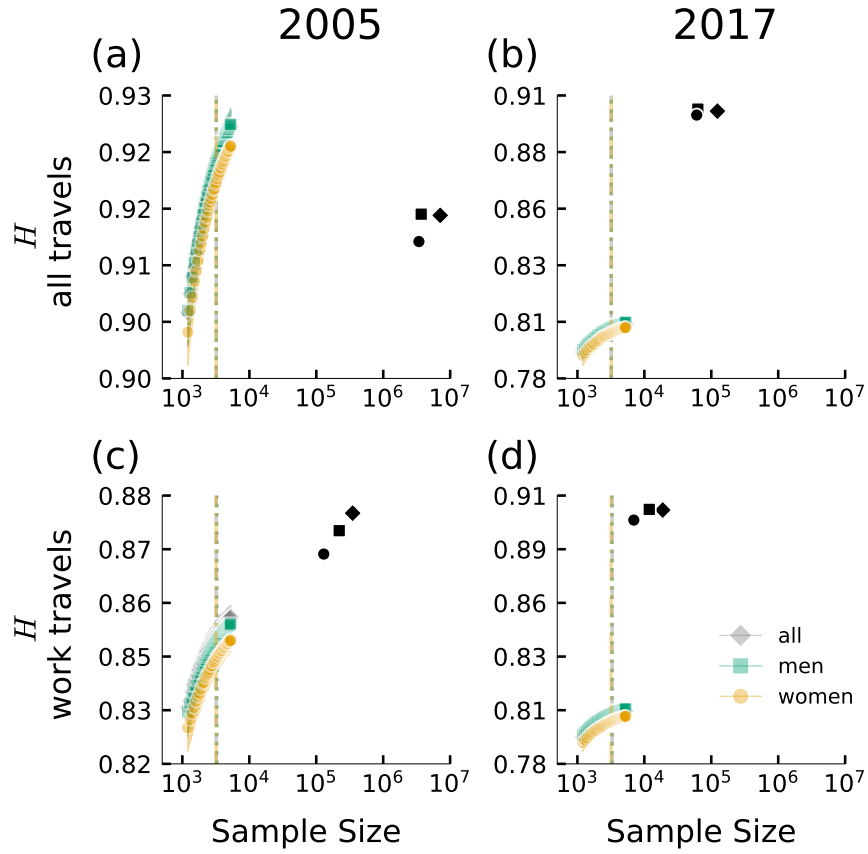 2005
2017
(a)
(b)
H
all travels
0.93
0.92
0.92
0.91
0.90
0.90
10³ 10⁴ 10⁵ 10⁶ 10⁷
0.91
0.88
0.86
0.83
0.81
0.78
10³ 10⁴ 10⁵ 10⁶ 10⁷
(c)
(d)
H
work travels
0.88
0.87
0.86
0.85
0.83
0.82
10³ 10⁴ 10⁵ 10⁶ 10⁷
Sample Size
0.91
0.89
0.86
0.83
0.81
0.78
10³ 10⁴ 10⁵ 10⁶ 10⁷
Sample Size
all
men
women